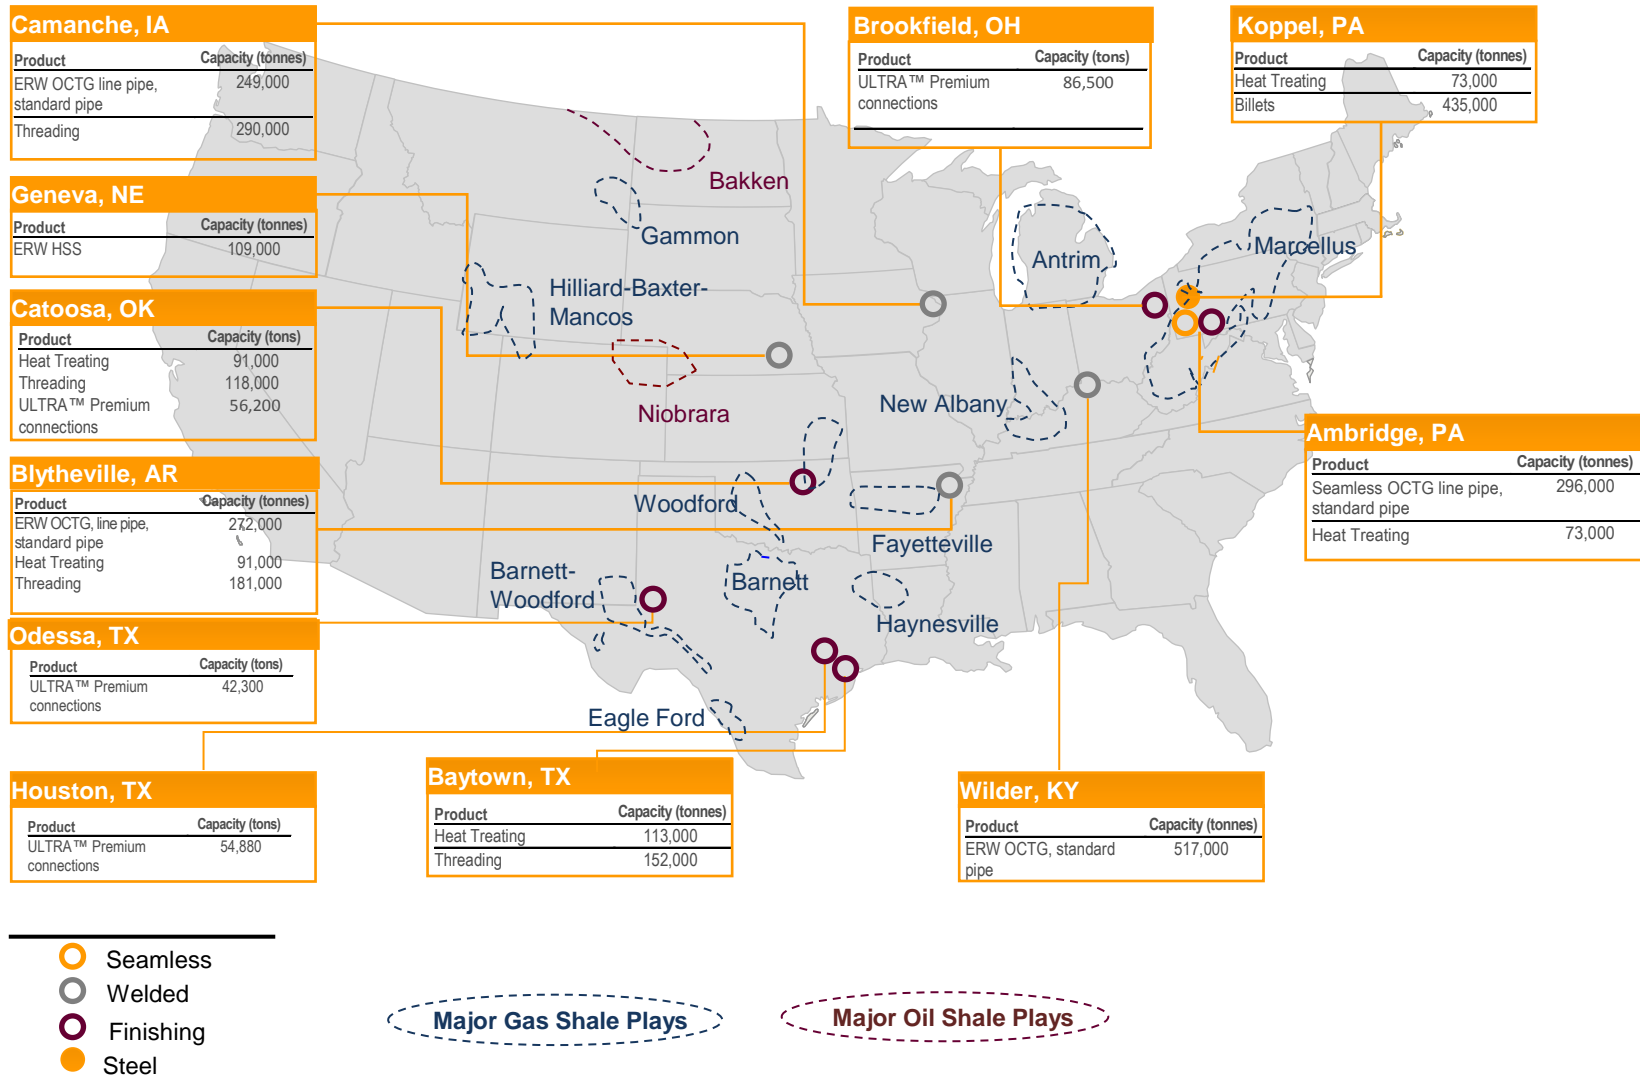 Camanche, IA
Product Capacity (tonnes)
ERW OCTG line pipe, 249,000
standard pipe
Threading 290,000
Geneva, NE
Product Capacity (tonnes)
ERW HSS 109,000
Catoosa, OK
Product Capacity (tons)
Heat Treating 91,000
Threading 118,000
ULTRA™ Premium 56,200
connections
Blytheville, AR
Product Capacity (tonnes)
ERW OCTG, line pipe, 272,000
standard pipe
Heat Treating 91,000
Threading 181,000
Odessa, TX
Product Capacity (tons)
ULTRA™ Premium 42,300
connections
Houston, TX
Product Capacity (tons)
ULTRA™ Premium 54,880
connections
Baytown, TX
Product Capacity (tonnes)
Heat Treating 113,000
Threading 152,000
Wilder, KY
Product Capacity (tonnes)
ERW OCTG, standard 517,000
pipe
Brookfield, OH
Product Capacity (tons)
ULTRA™ Premium 86,500
connections
Koppel, PA
Product Capacity (tonnes)
Heat Treating 73,000
Billets 435,000
Ambridge, PA
Product Capacity (tonnes)
Seamless OCTG line pipe, 296,000
standard pipe
Heat Treating 73,000
Bakken
Gammon
Hilliard-Baxter-
Mancos
Niobrara
Antrim
Marcellus
New Albany
Woodford
Fayetteville
Barnett-
Woodford
Barnett
Haynesville
Eagle Ford
Seamless
Welded
Finishing
Steel
Major Gas Shale Plays
Major Oil Shale Plays